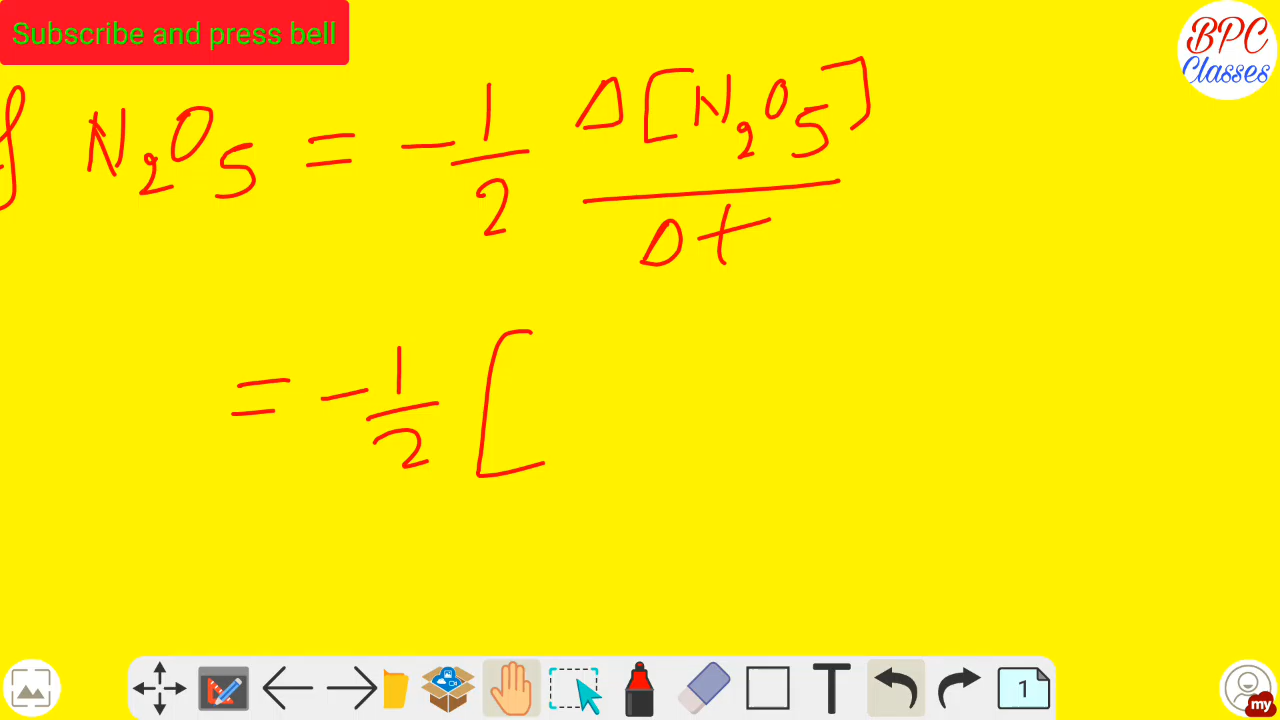 Subscribe and press bell
BPC
Classes
f N₂O₅ = -1/2 Δ[N₂O₅]/Δt
= -1/2 [
1
my